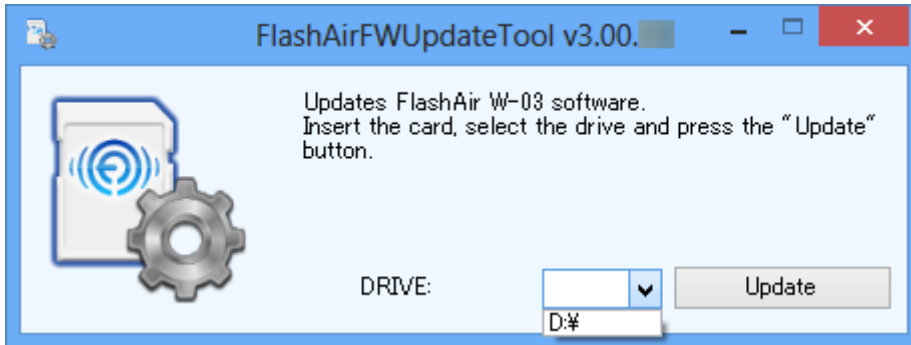 FlashAirFWUpdateTool v3.00.
Updates FlashAir W-03 software.
Insert the card, select the drive and press the "Update"
button.
DRIVE:
Update
D:¥